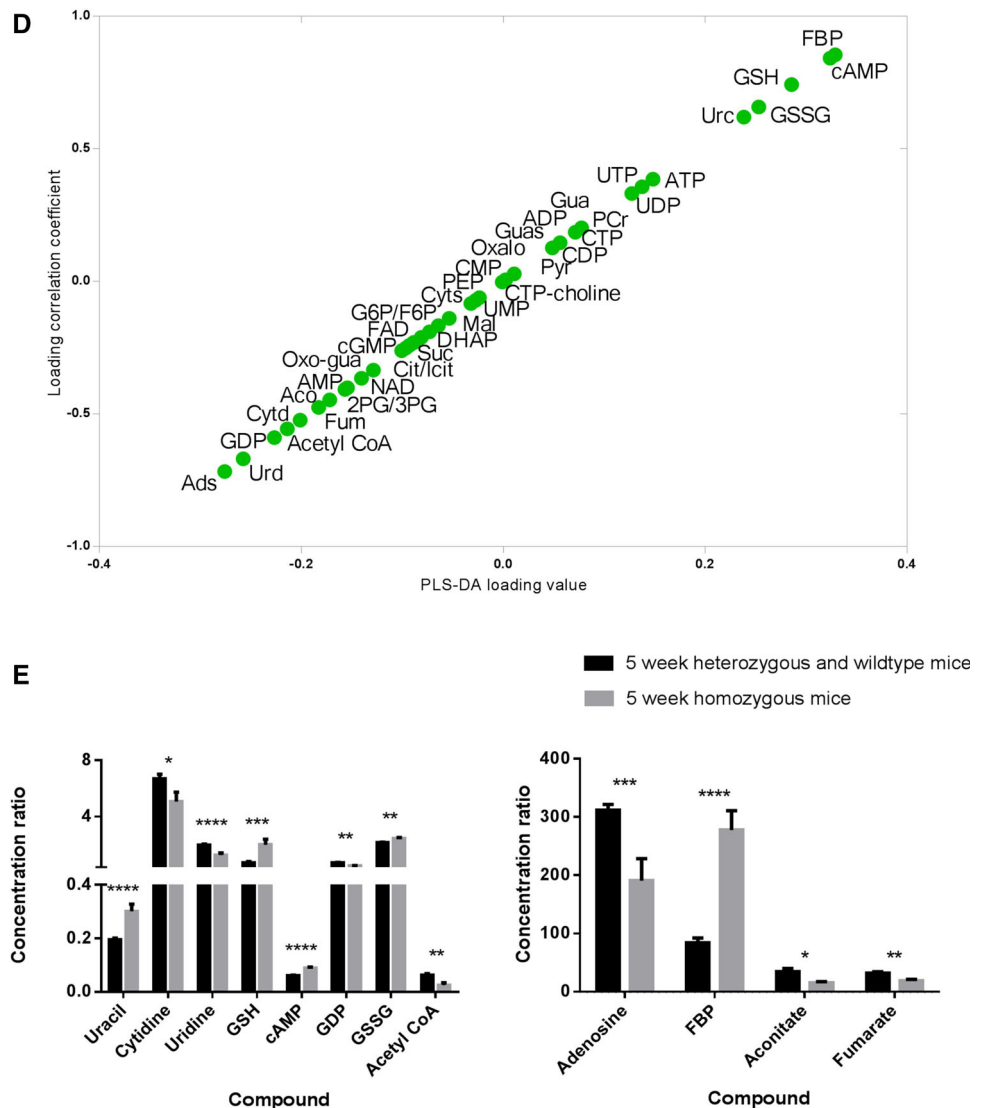 D
1.0
0.5
0.0
-0.5
-1.0
Loading correlation coefficient
FBP
cAMP
GSH
GSSG
Urc
UTP
ATP
UDP
Gua
ADP
PCr
Guas
CTP
Oxalo
CDP
Pyr
CMP
PEP
CTP-choline
Cyts
UMP
G6P/F6P
Mal
FAD
DHAP
cGMP
Suc
Oxo-gua
Cit/Icit
AMP
NAD
Aco
2PG/3PG
Cytd
Fum
GDP
Acetyl CoA
Urd
Ads
-0.4
-0.2
0.0
0.2
0.4
PLS-DA loading value
E
5 week heterozygous and wildtype mice
5 week homozygous mice
Concentration ratio
8
4
0.4
0.2
0.0
****
*
****
***
****
**
**
**
Uracil
Cytidine
Uridine
GSH
cAMP
GDP
GSSG
Acetyl CoA
Compound
Concentration ratio
400
300
200
100
0
***
****
*
**
Adenosine
FBP
Aconitate
Fumarate
Compound